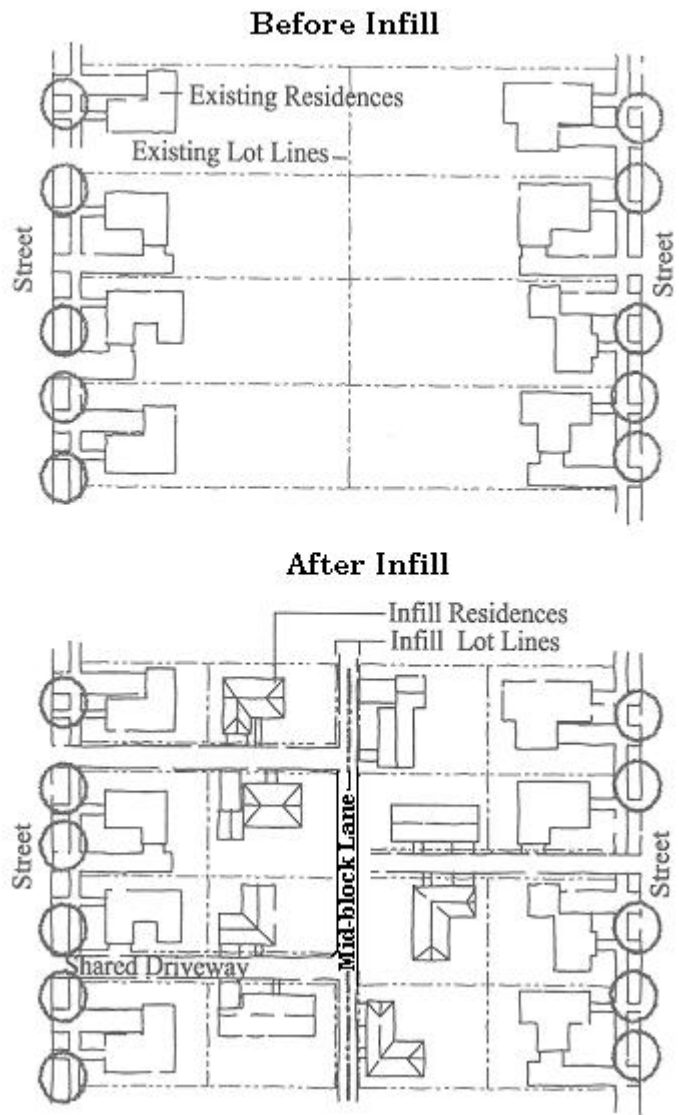 Before Infill
Existing Residences
Existing Lot Lines
Street
Street
After Infill
Infill Residences
Infill Lot Lines
Mid-block Lane
Street
Street
Shared Driveway